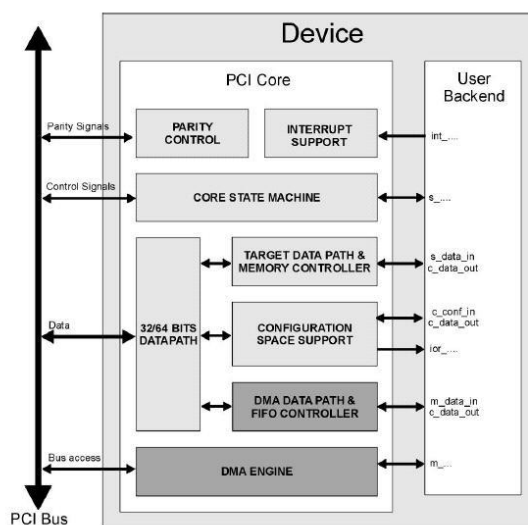 Device
PCI Core
User
Backend
Parity Signals
PARITY
CONTROL
INTERRUPT
SUPPORT
int_....
Control Signals
CORE STATE MACHINE
s_....
TARGET DATA PATH &
MEMORY CONTROLLER
s_data_in
c_data_out
Data
32/64 BITS
DATAPATH
CONFIGURATION
SPACE SUPPORT
c_conf_in
c_data_out
ior_....
DMA DATA PATH &
FIFO CONTROLLER
m_data_in
c_data_out
Bus access
DMA ENGINE
m_...
PCI Bus